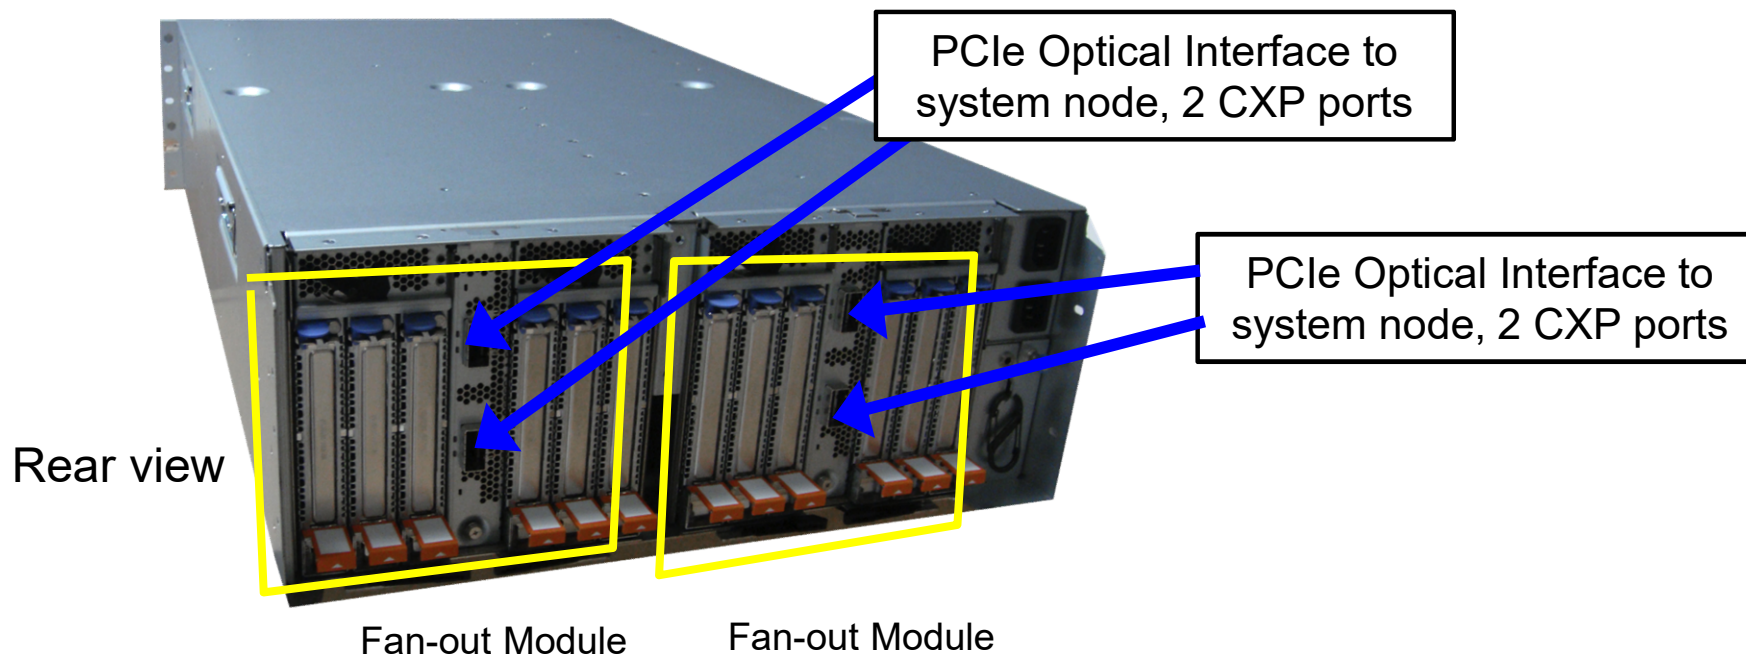 PCIe Optical Interface to
system node, 2 CXP ports
PCIe Optical Interface to
system node, 2 CXP ports
Rear view
Fan-out Module
Fan-out Module